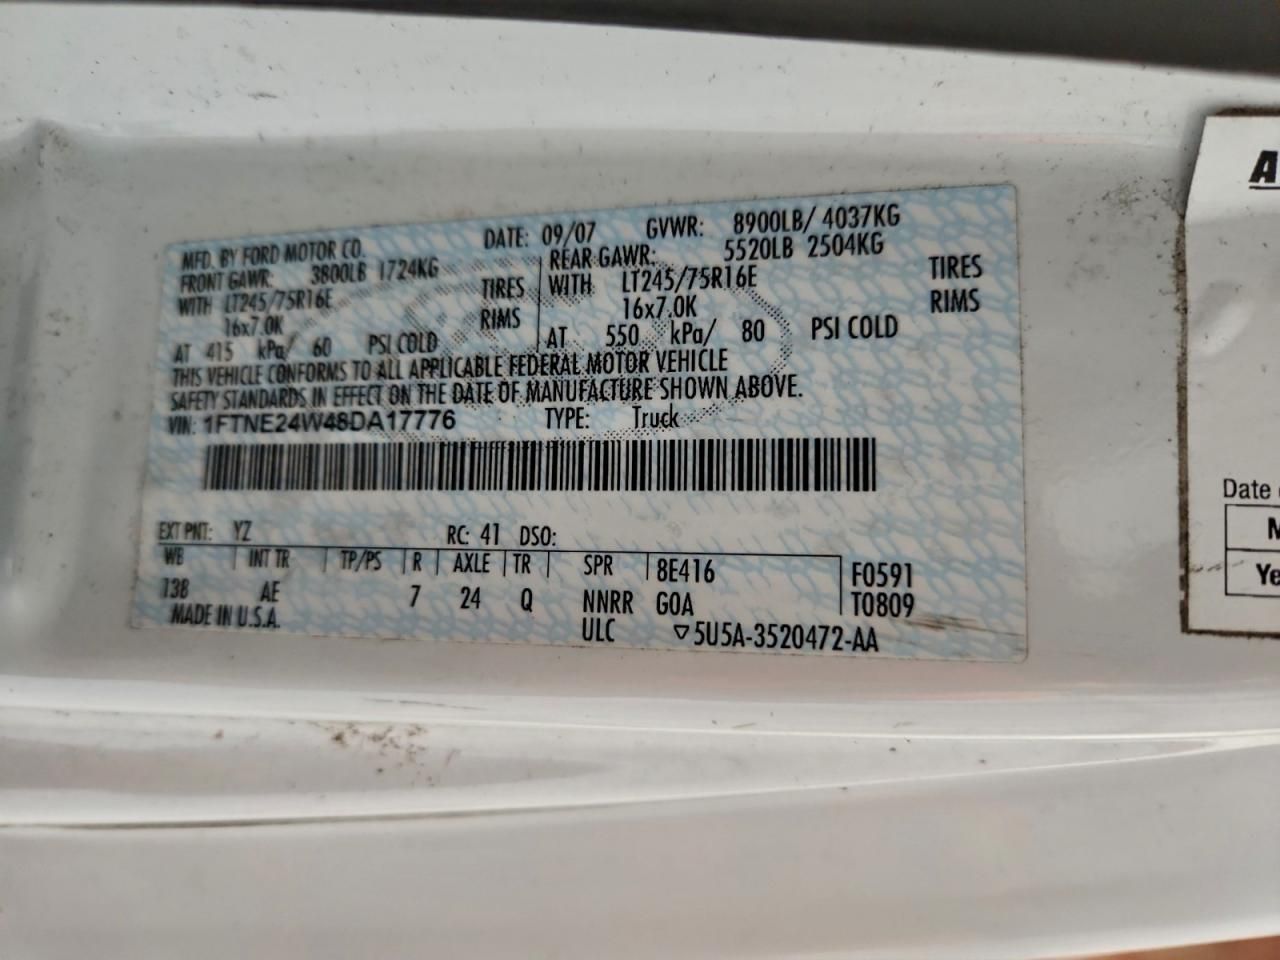 MFD. BY FORD MOTOR CO.
DATE: 09/07 GVWR: 8900LB/ 4037KG
FRONT GAWR: 3800LB 1724KG
REAR GAWR: 5520LB 2504KG
WITH LT245/75R16E TIRES
WITH LT245/75R16E TIRES
16x7.0K RIMS
16x7.0K RIMS
AT 415 kPa/ 60 PSI COLD
AT 550 kPa/ 80 PSI COLD
THIS VEHICLE CONFORMS TO ALL APPLICABLE FEDERAL MOTOR VEHICLE
SAFETY STANDARDS IN EFFECT ON THE DATE OF MANUFACTURE SHOWN ABOVE.
VIN: 1FTNE24W48DA17776 TYPE: Truck
EXT PNT: YZ RC: 41 DSO:
WB INT TR TP/PS R AXLE TR SPR 8E416 F0591
138 AE 7 24 Q NNRR GOA T0809
MADE IN U.S.A. ULC ▽5U5A-3520472-AA
A
Date
M
Ye